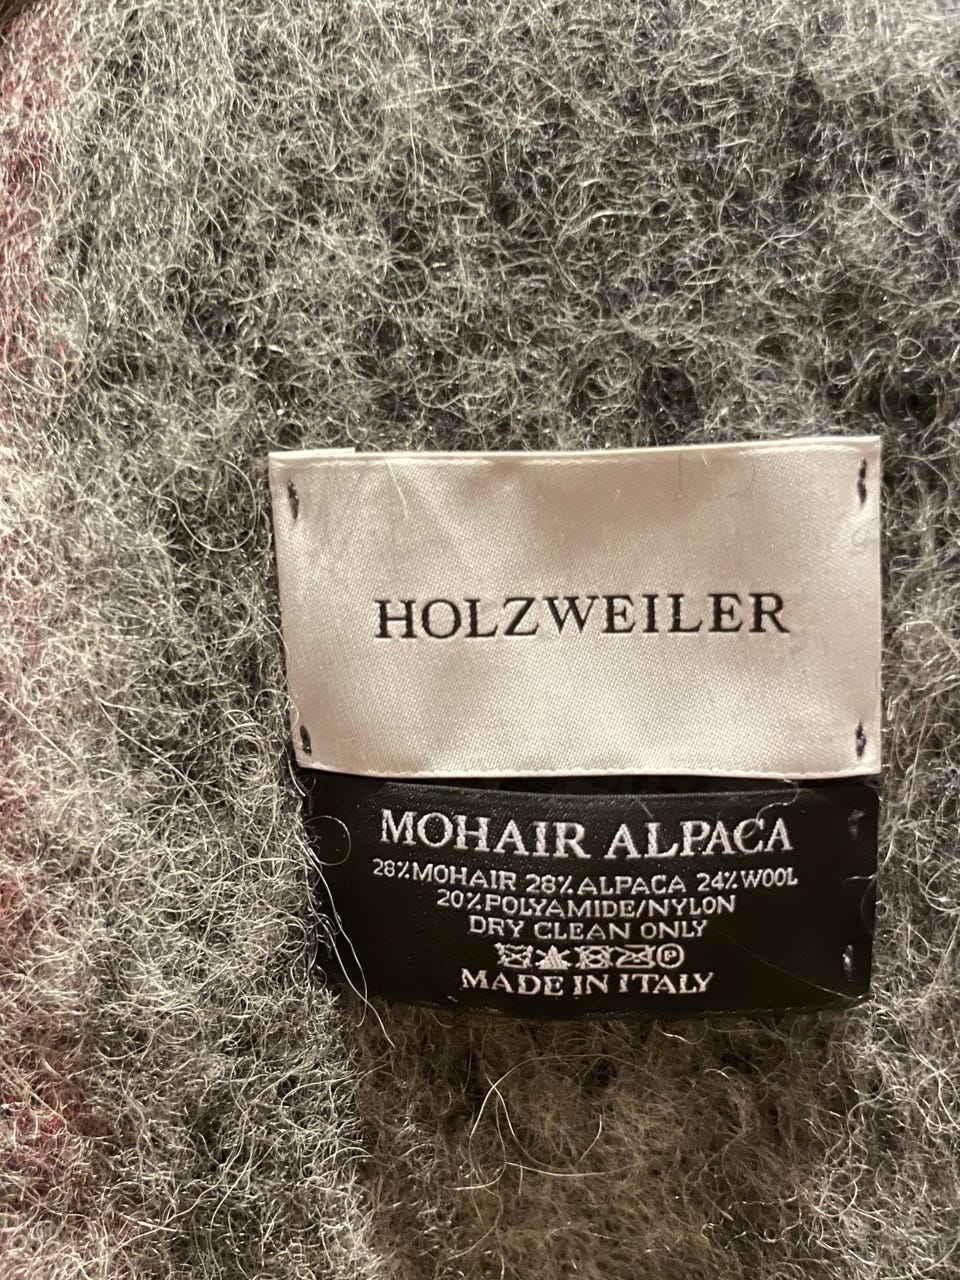 HOLZWEILER
MOHAIR ALPACA
28%MOHAIR 28%ALPACA 24%WOOL
20%POLYAMIDE/NYLON
DRY CLEAN ONLY
P
MADE IN ITALY